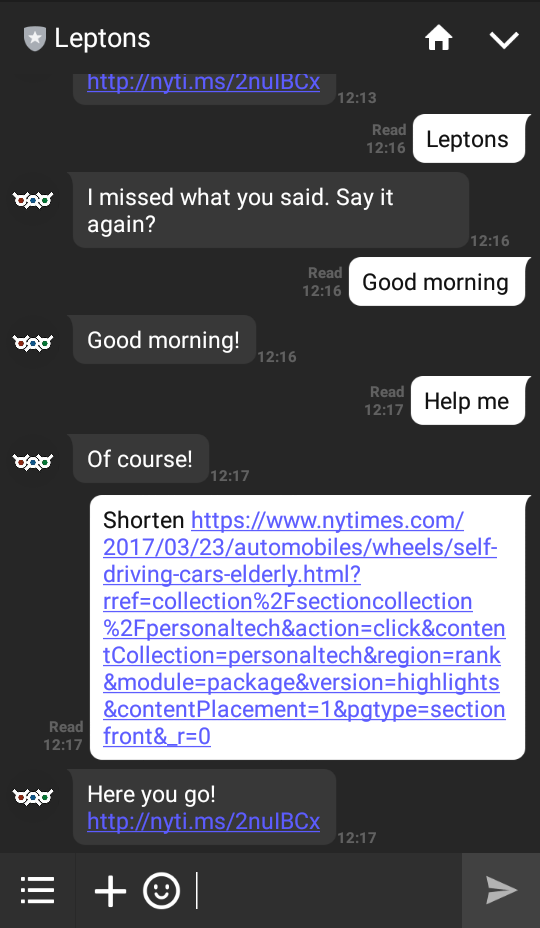 Leptons
http://nyti.ms/2nuIBCx
12:13
Read
12:16
Leptons
I missed what you said. Say it
again?
12:16
Read
12:16
Good morning
Good morning!
12:16
Read
12:17
Help me
Of course!
12:17
Shorten https://www.nytimes.com/
2017/03/23/automobiles/wheels/self-
driving-cars-elderly.html?
rref=collection%2Fsectioncollection
%2Fpersonaltech&action=click&conten
tCollection=personaltech&region=rank
&module=package&version=highlights
&contentPlacement=1&pgtype=section
front&_r=0
Read
12:17
Here you go!
http://nyti.ms/2nuIBCx
12:17